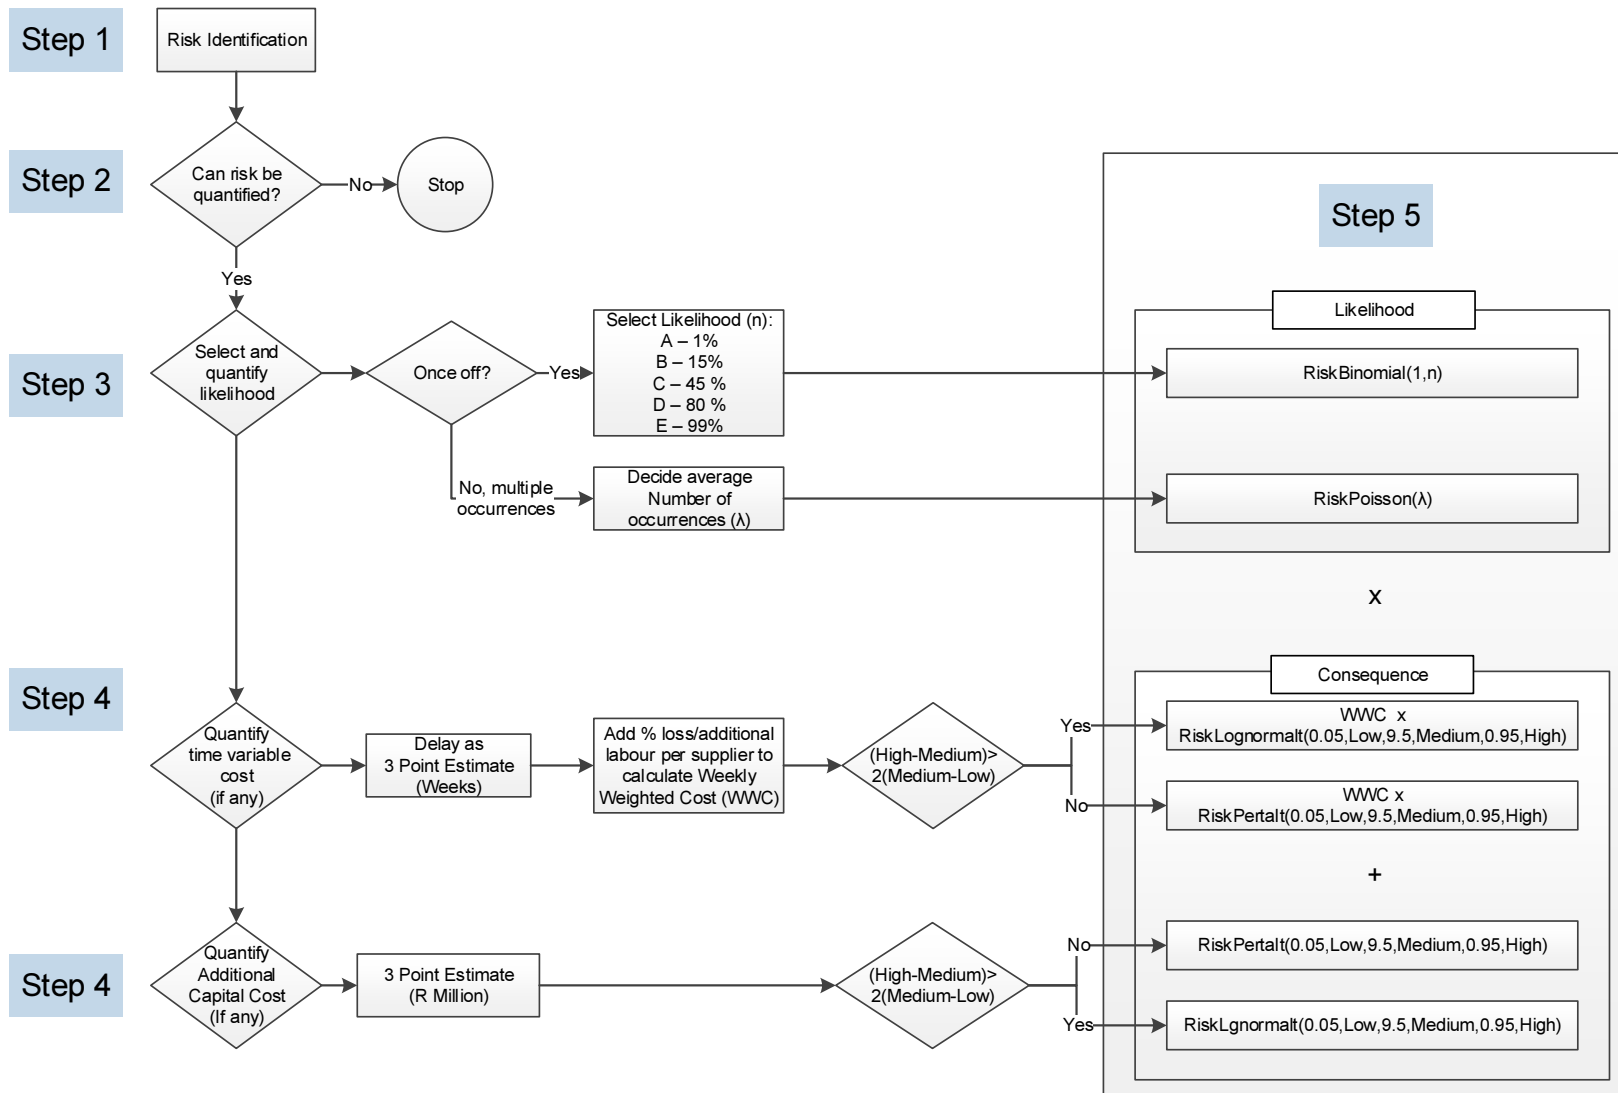 Step 1
Risk Identification
Step 2
Can risk be
quantified?
No
Stop
Yes
Step 5
Step 3
Select and
quantify
likelihood
Once off?
Yes
Select Likelihood (n):
A – 1%
B – 15%
C – 45 %
D – 80 %
E – 99%
No, multiple
occurrences
Decide average
Number of
occurrences (λ)
Likelihood
RiskBinomial(1,n)
RiskPoisson(λ)
x
Step 4
Quantify
time variable
cost
(if any)
Delay as
3 Point Estimate
(Weeks)
Add % loss/additional
labour per supplier to
calculate Weekly
Weighted Cost (WWC)
(High-Medium)>
2(Medium-Low)
Yes
No
Consequence
WWC x
RiskLognormalt(0.05,Low,9.5,Medium,0.95,High)
WWC x
RiskPertalt(0.05,Low,9.5,Medium,0.95,High)
+
Step 4
Quantify
Additional
Capital Cost
(If any)
3 Point Estimate
(R Million)
(High-Medium)>
2(Medium-Low)
No
Yes
RiskPertalt(0.05,Low,9.5,Medium,0.95,High)
RiskLgnormalt(0.05,Low,9.5,Medium,0.95,High)